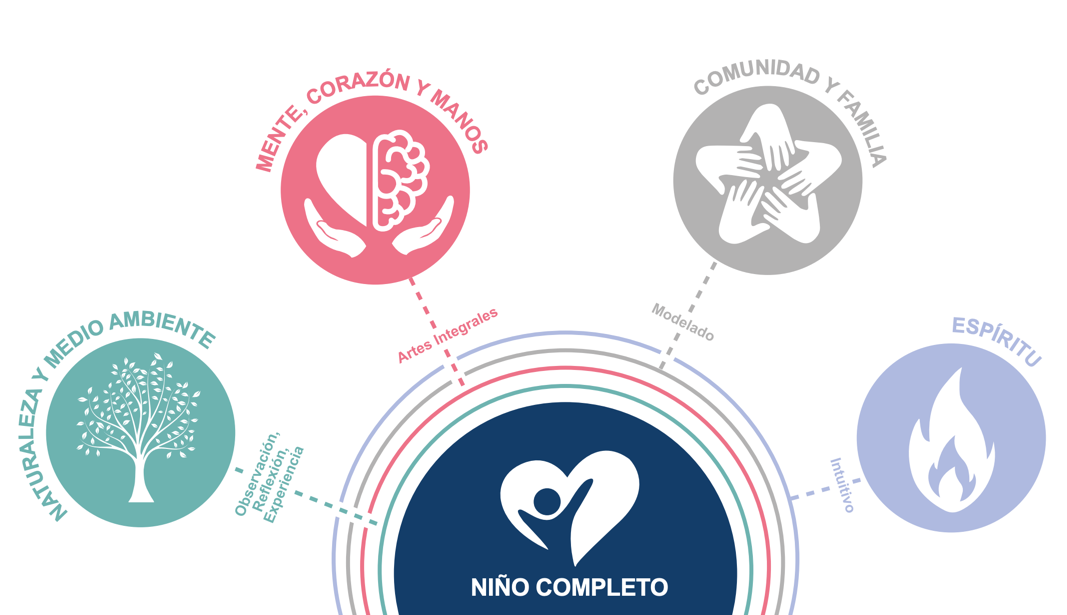 MENTE, CORAZÓN Y MANOS
COMUNIDAD Y FAMILIA
NATURALEZA Y MEDIO AMBIENTE
ESPÍRITU
Artes Integrales
Modelado
Observación,
Reflexión,
Experiencia
Intuitivo
NIÑO COMPLETO